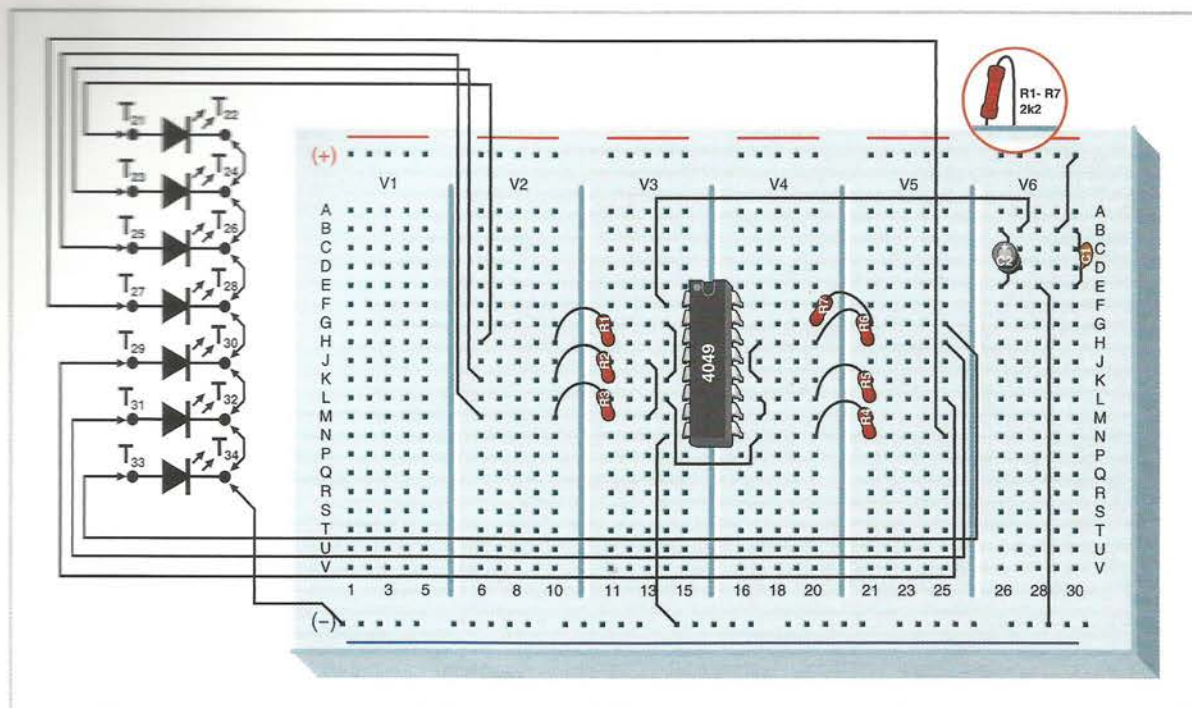 R1- R7
2k2
(+)
V1 V2 V3 V4 V5 V6
T21 T22
T23 T24
T25 T26
T27 T28
T29 T30
T31 T32
T33 T34
A A
B B
C C2 C1 C
D D
E E
F F
G R1 R7 R6 G
H H
J R2 4049 J
K R5 K
L R3 L
M R4 M
N N
P P
Q Q
R R
S S
T T
U U
V V
1 3 5 6 8 10 11 13 15 16 18 20 21 23 25 26 28 30
(−)